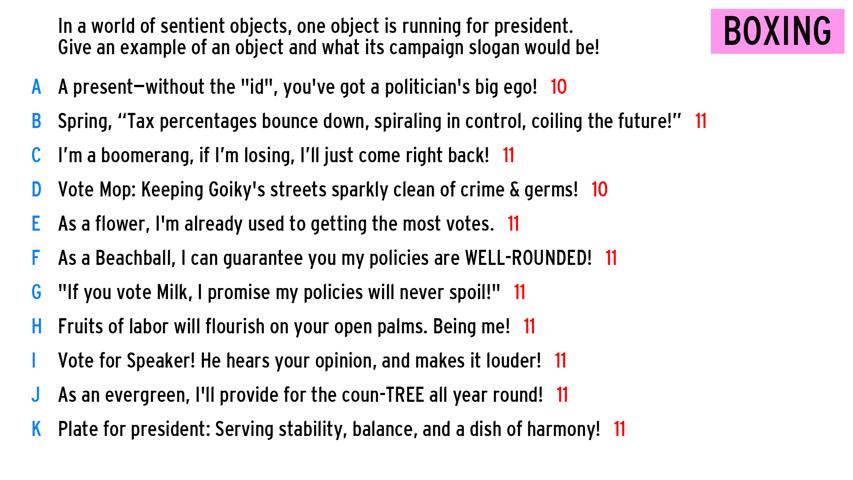 In a world of sentient objects, one object is running for president.
Give an example of an object and what its campaign slogan would be!
BOXING
A A present—without the "id", you've got a politician's big ego! 10
B Spring, “Tax percentages bounce down, spiraling in control, coiling the future!” 11
C I’m a boomerang, if I’m losing, I’ll just come right back! 11
D Vote Mop: Keeping Goiky's streets sparkly clean of crime & germs! 10
E As a flower, I'm already used to getting the most votes. 11
F As a Beachball, I can guarantee you my policies are WELL-ROUNDED! 11
G "If you vote Milk, I promise my policies will never spoil!" 11
H Fruits of labor will flourish on your open palms. Being me! 11
I Vote for Speaker! He hears your opinion, and makes it louder! 11
J As an evergreen, I'll provide for the coun-TREE all year round! 11
K Plate for president: Serving stability, balance, and a dish of harmony! 11